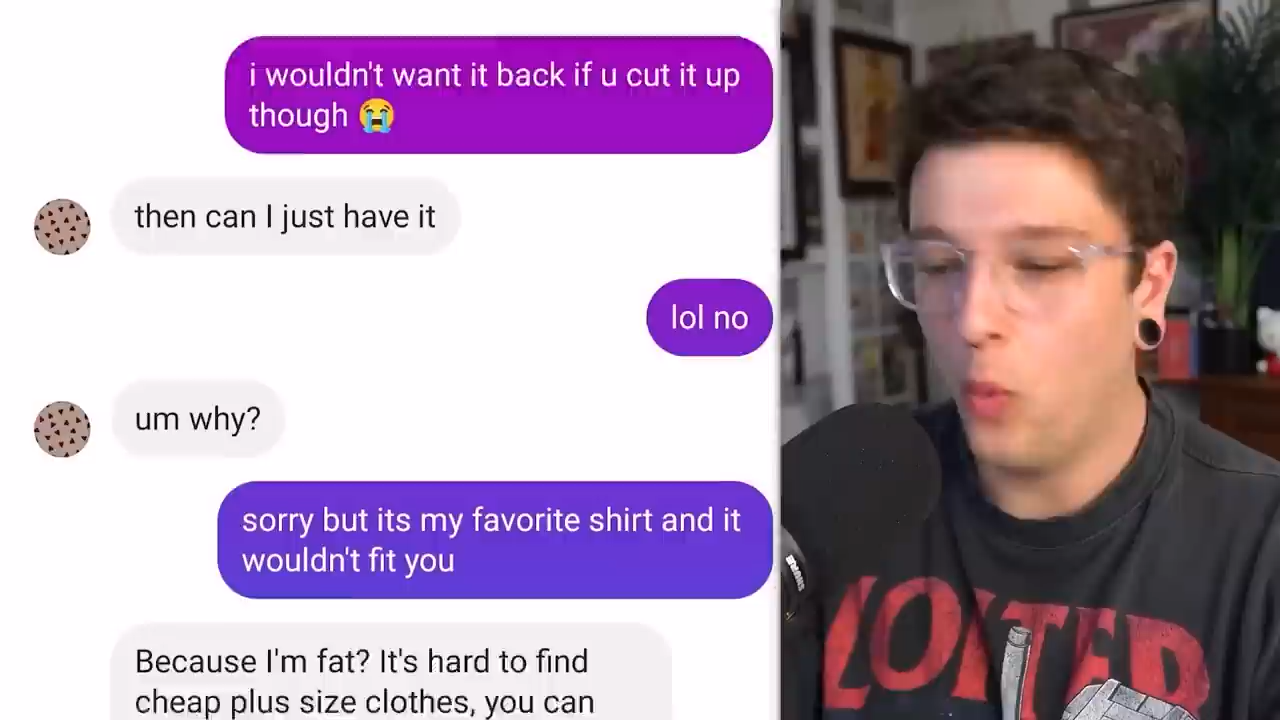 i wouldn't want it back if u cut it up
though 😭
then can I just have it
lol no
um why?
sorry but its my favorite shirt and it
wouldn't fit you
Because I'm fat? It's hard to find
cheap plus size clothes, you can
LOITER
SHURE